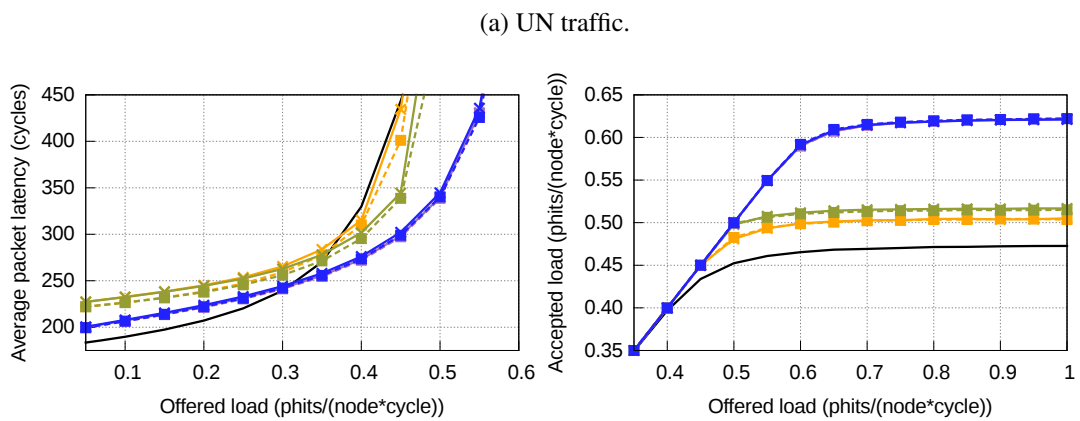 (a) UN traffic.
Average packet latency (cycles)
450
400
350
300
250
200
0.1 0.2 0.3 0.4 0.5 0.6
Offered load (phits/(node*cycle))
Accepted load (phits/(node*cycle))
0.65
0.60
0.55
0.50
0.45
0.40
0.35
0.4 0.5 0.6 0.7 0.8 0.9 1
Offered load (phits/(node*cycle))